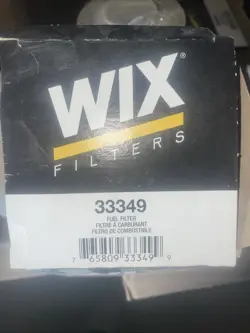 WIX®
FILTERS
33349
FUEL FILTER
FILTRE À CARBURANT
FILTRO DE COMBUSTIBLE
7 65809 33349 9